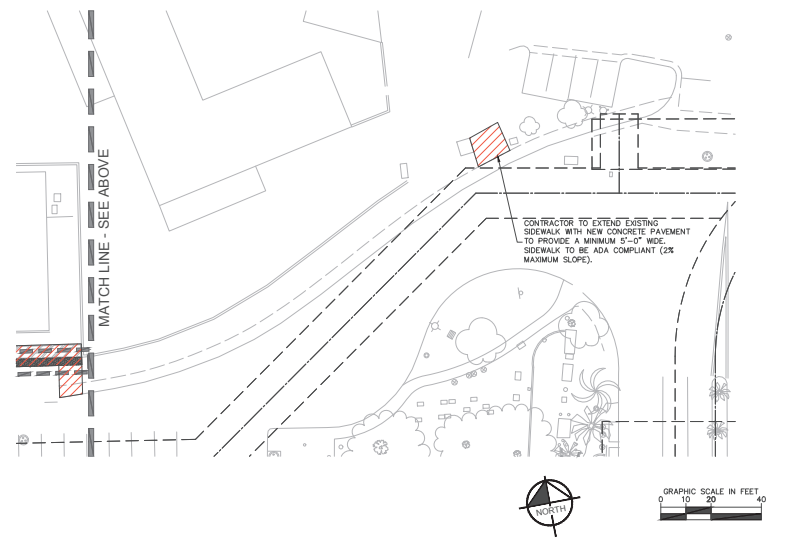 MATCH LINE - SEE ABOVE
CONTRACTOR TO EXTEND EXISTING
SIDEWALK WITH NEW CONCRETE PAVEMENT
TO PROVIDE A MINIMUM 5'-0" WIDE.
SIDEWALK TO BE ADA COMPLIANT (2%
MAXIMUM SLOPE).
NORTH
GRAPHIC SCALE IN FEET
0 10 20 40